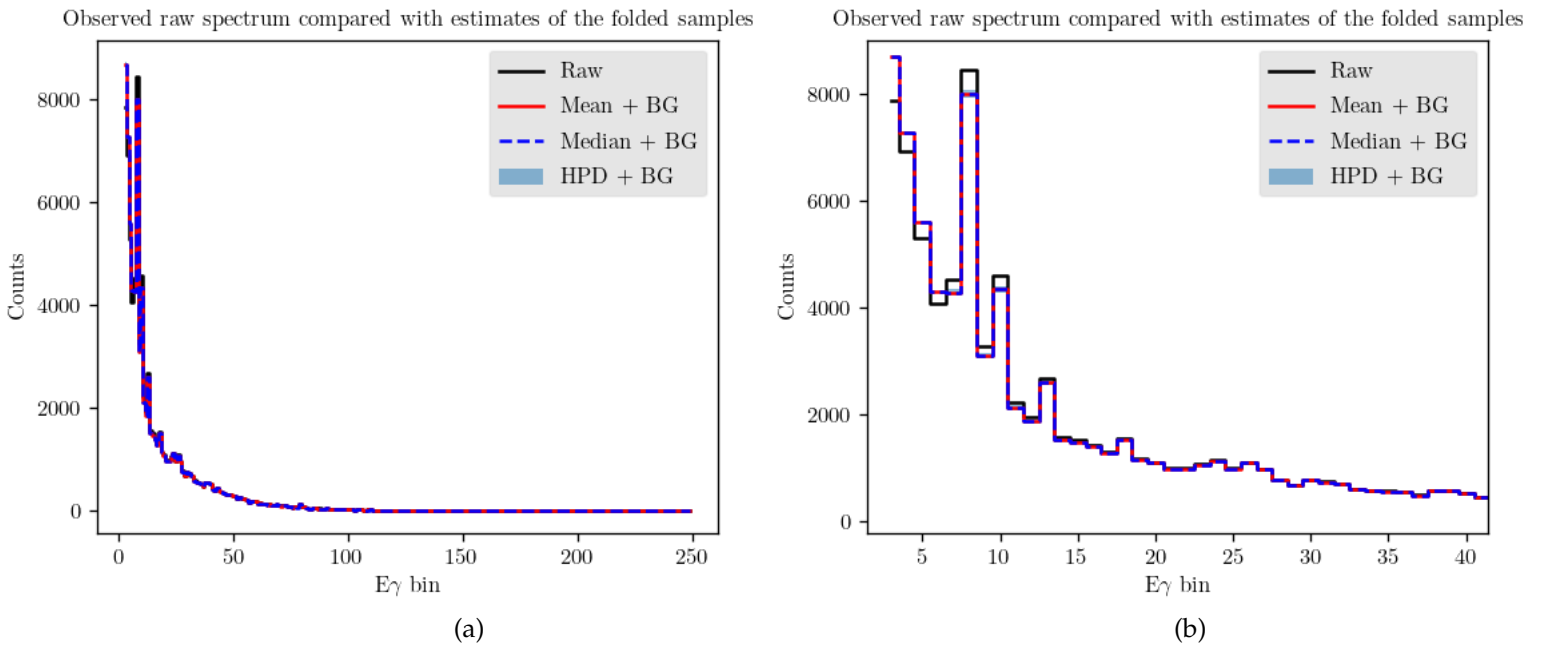 Observed raw spectrum compared with estimates of the folded samples
Raw
Mean + BG
Median + BG
HPD + BG
8000
6000
4000
2000
0
Counts
0 50 100 150 200 250
Eγ bin
(a)
Observed raw spectrum compared with estimates of the folded samples
Raw
Mean + BG
Median + BG
HPD + BG
8000
6000
4000
2000
0
Counts
5 10 15 20 25 30 35 40
Eγ bin
(b)